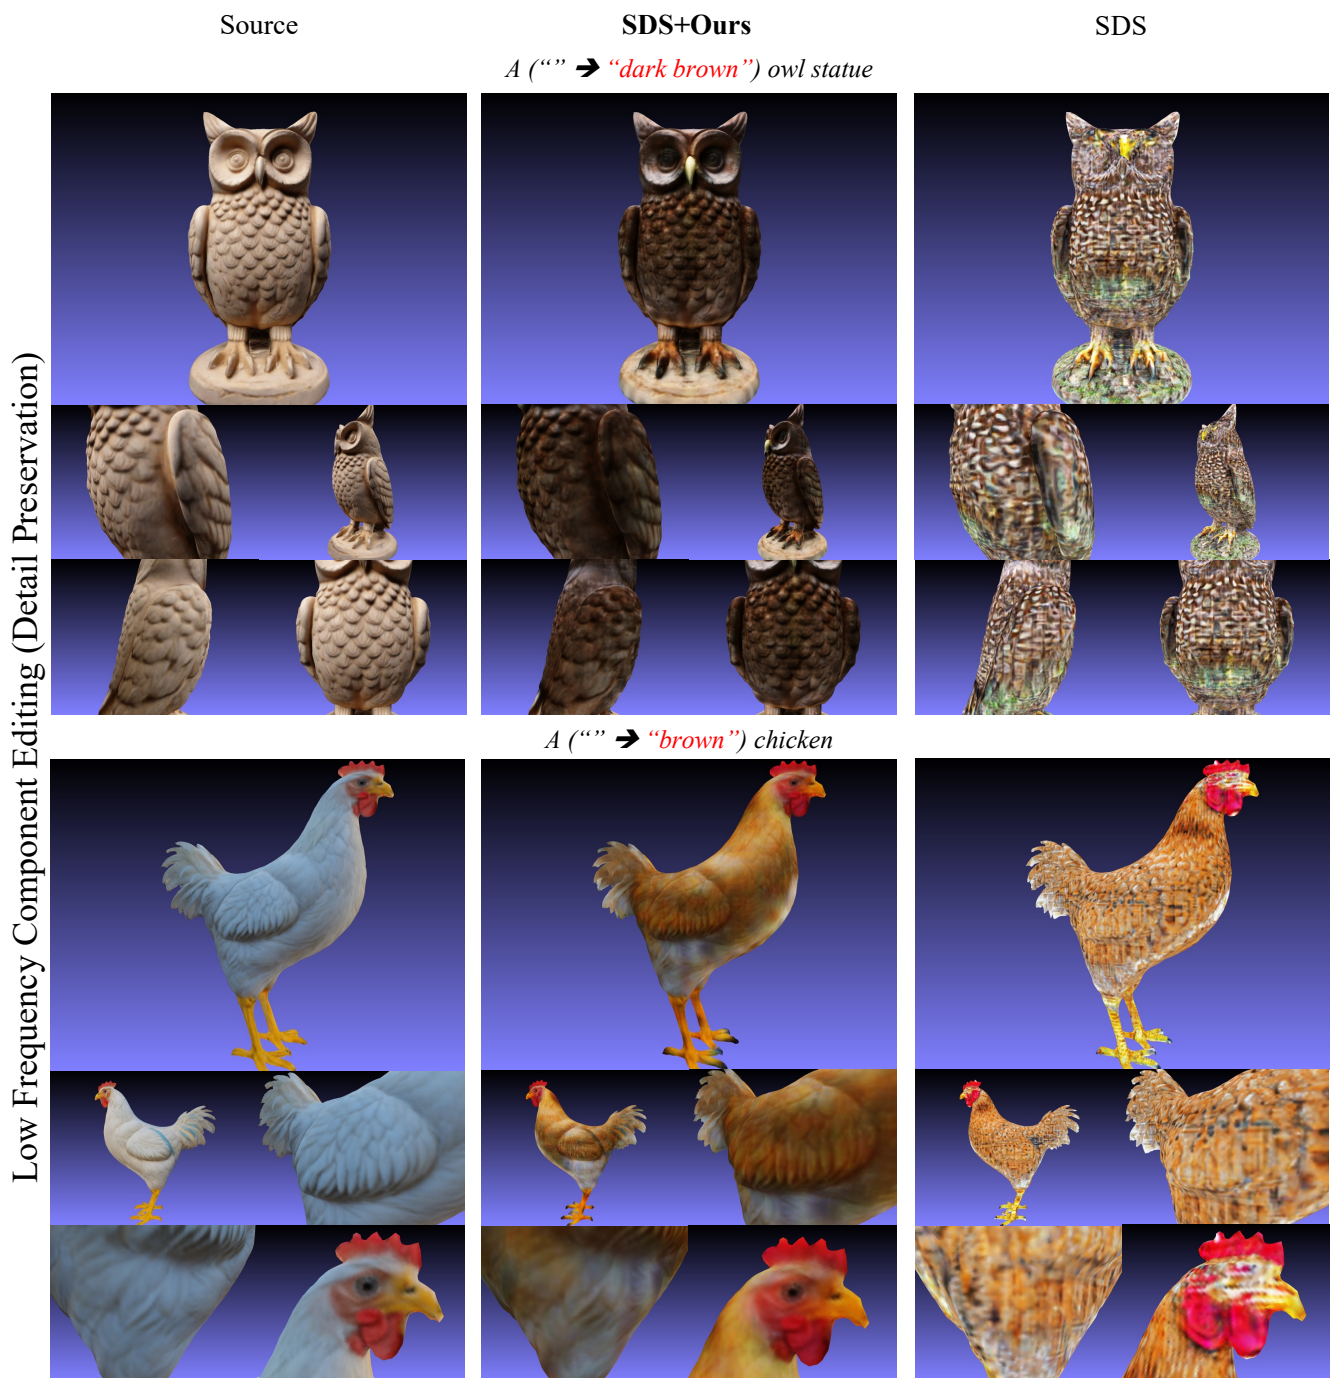 Source
SDS+Ours
SDS
A (“” ➔ “dark brown”) owl statue
Low Frequency Component Editing (Detail Preservation)
A (“” ➔ “brown”) chicken